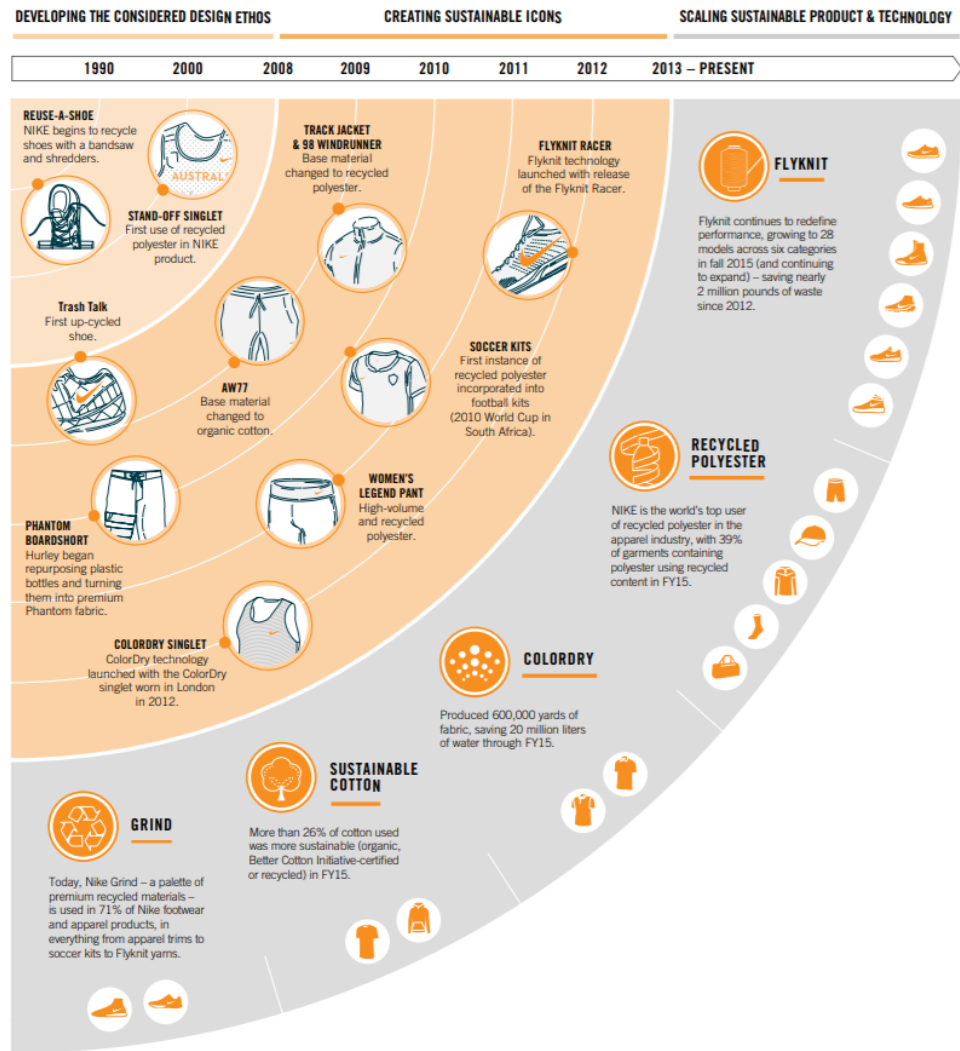 DEVELOPING THE CONSIDERED DESIGN ETHOS
CREATING SUSTAINABLE ICONS
SCALING SUSTAINABLE PRODUCT & TECHNOLOGY
1990
2000
2008
2009
2010
2011
2012
2013 – PRESENT
REUSE-A-SHOE
NIKE begins to recycle
shoes with a bandsaw
and shredders.
AUSTRAL
STAND-OFF SINGLET
First use of recycled
polyester in NIKE
product.
TRACK JACKET
& 98 WINDRUNNER
Base material
changed to recycled
polyester.
FLYKNIT RACER
Flyknit technology
launched with release
of the Flyknit Racer.
Trash Talk
First up-cycled
shoe.
AW77
Base material
changed to
organic cotton.
SOCCER KITS
First instance of
recycled polyester
incorporated into
football kits
(2010 World Cup in
South Africa).
PHANTOM
BOARDSHORT
Hurley began
repurposing plastic
bottles and turning
them into premium
Phantom fabric.
WOMEN'S
LEGEND PANT
High-volume
and recycled
polyester.
COLORDRY SINGLET
ColorDry technology
launched with the ColorDry
singlet worn in London
in 2012.
FLYKNIT
Flyknit continues to redefine
performance, growing to 28
models across six categories
in fall 2015 (and continuing
to expand) – saving nearly
2 million pounds of waste
since 2012.
RECYCLED
POLYESTER
NIKE is the world's top user
of recycled polyester in the
apparel industry, with 39%
of garments containing
polyester using recycled
content in FY15.
COLORDRY
Produced 600,000 yards of
fabric, saving 20 million liters
of water through FY15.
SUSTAINABLE
COTTON
More than 26% of cotton used
was more sustainable (organic,
Better Cotton Initiative-certified
or recycled) in FY15.
GRIND
Today, Nike Grind – a palette of
premium recycled materials –
is used in 71% of Nike footwear
and apparel products, in
everything from apparel trims to
soccer kits to Flyknit yarns.